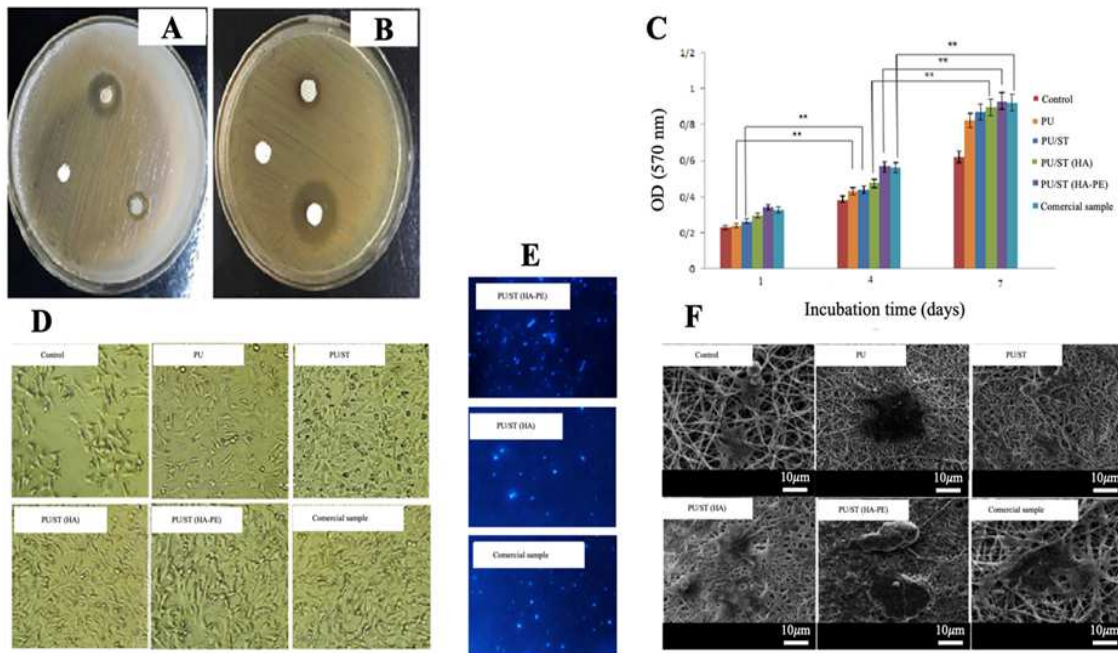 A
B
C
**
**
**
**
**
1/2
1
0/8
0/6
0/4
0/2
0
OD (570 nm)
1
4
7
Incubation time (days)
Control
PU
PU/ST
PU/ST (HA)
PU/ST (HA-PE)
Comercial sample
D
Control
PU
PU/ST
PU/ST (HA)
PU/ST (HA-PE)
Comercial sample
E
PU/ST (HA-PE)
PU/ST (HA)
Comercial sample
F
Control
PU
PU/ST
10μm
10μm
10μm
PU/ST (HA)
PU/ST (HA-PE)
Comercial sample
10μm
10μm
10μm